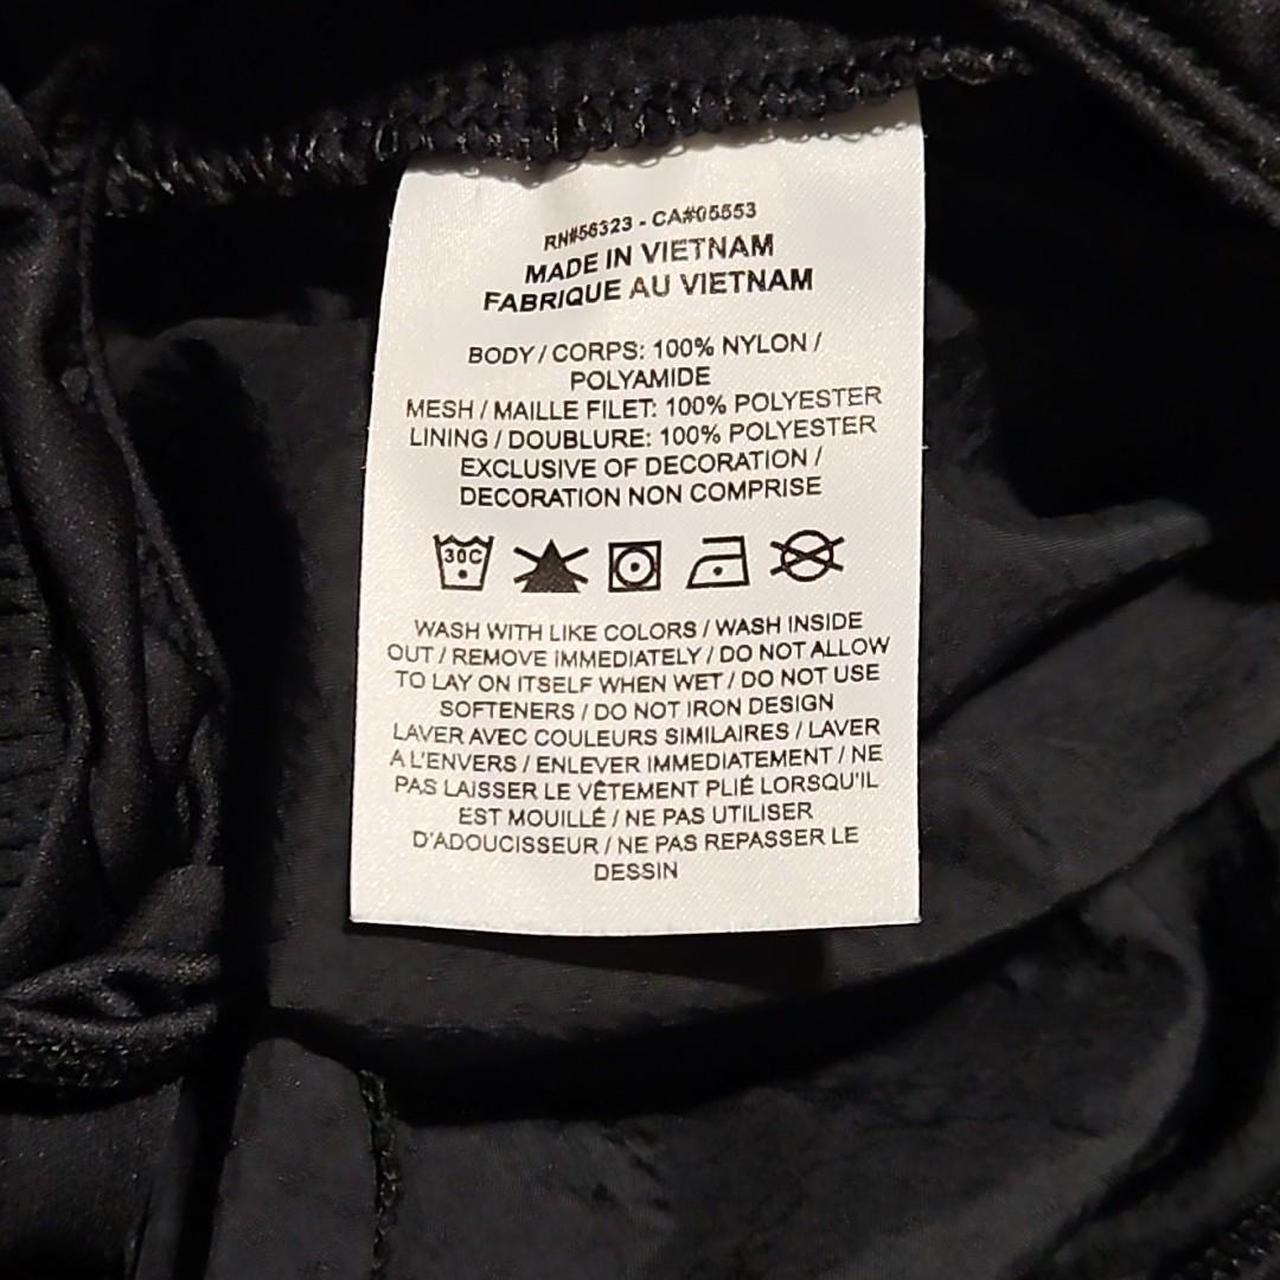 RN#56323 - CA#05553
MADE IN VIETNAM
FABRIQUE AU VIETNAM
BODY / CORPS: 100% NYLON /
POLYAMIDE
MESH / MAILLE FILET: 100% POLYESTER
LINING / DOUBLURE: 100% POLYESTER
EXCLUSIVE OF DECORATION /
DECORATION NON COMPRISE
30C
WASH WITH LIKE COLORS / WASH INSIDE
OUT / REMOVE IMMEDIATELY / DO NOT ALLOW
TO LAY ON ITSELF WHEN WET / DO NOT USE
SOFTENERS / DO NOT IRON DESIGN
LAVER AVEC COULEURS SIMILAIRES / LAVER
A L'ENVERS / ENLEVER IMMEDIATEMENT / NE
PAS LAISSER LE VÊTEMENT PLIÉ LORSQU'IL
EST MOUILLÉ / NE PAS UTILISER
D'ADOUCISSEUR / NE PAS REPASSER LE
DESSIN